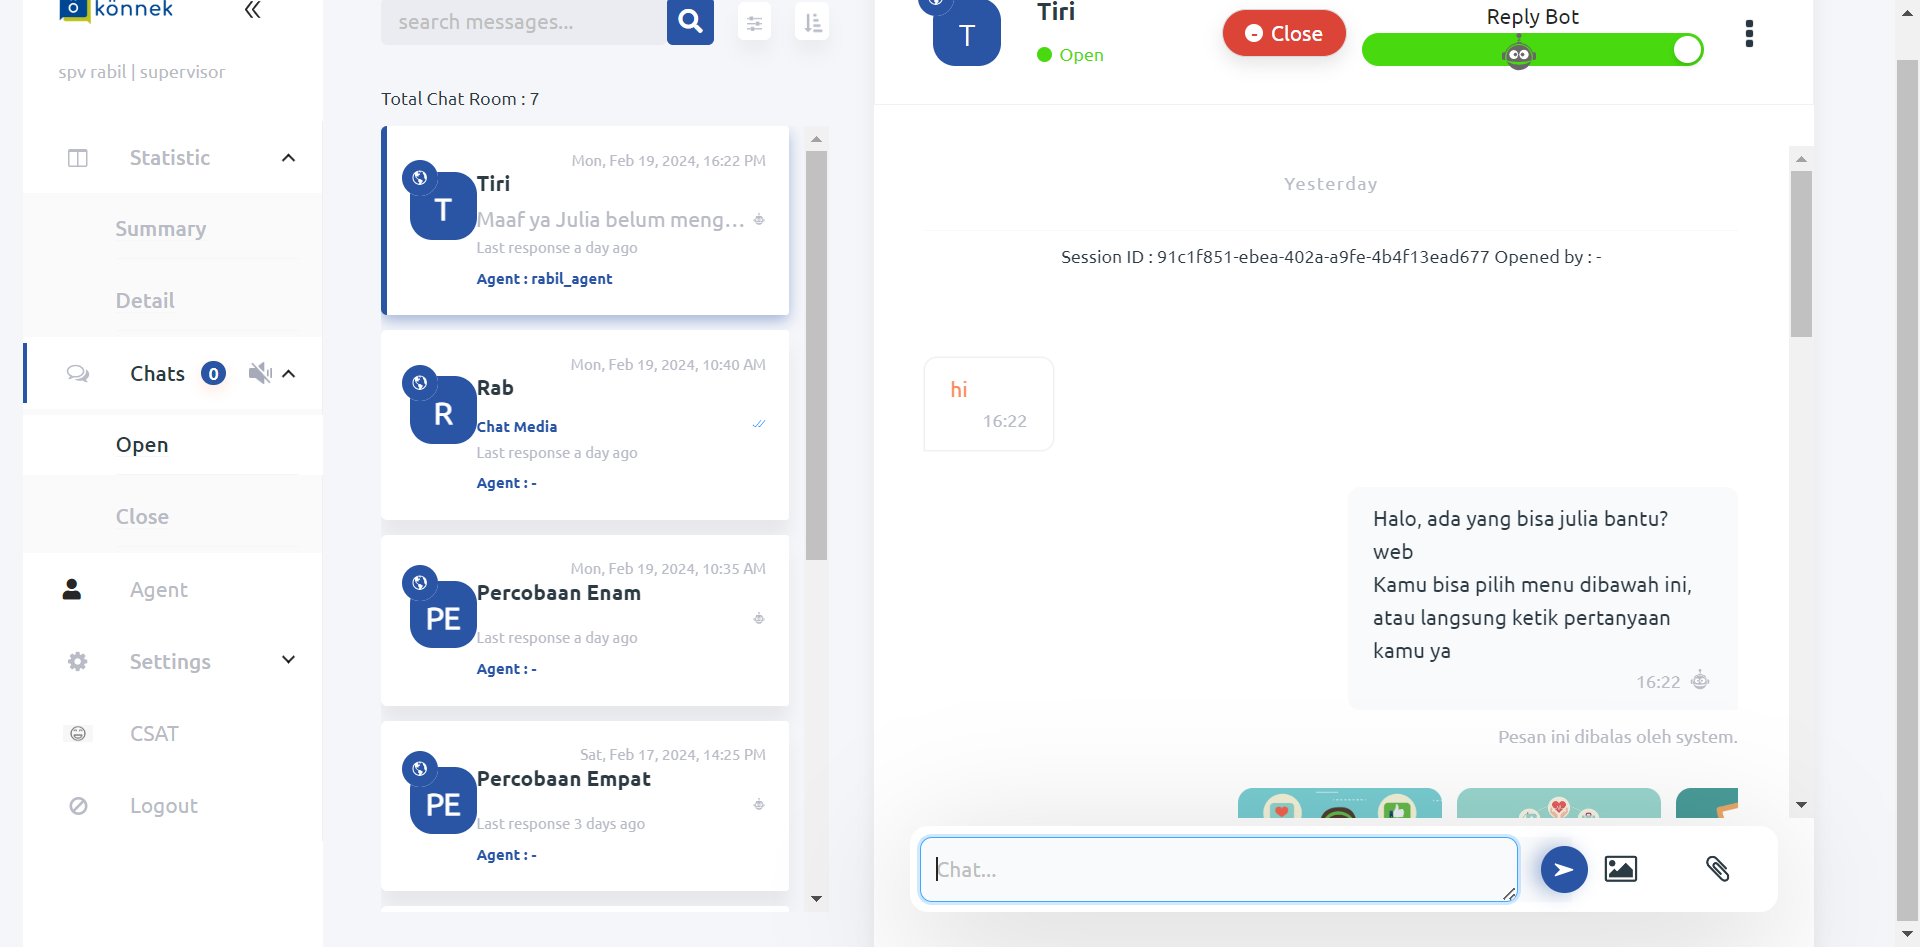 könnek
spv rabil | supervisor
Statistic
Summary
Detail
Chats 0
Open
Close
Agent
Settings
CSAT
Logout
search messages...
Total Chat Room : 7
Mon, Feb 19, 2024, 16:22 PM
T
Tiri
Maaf ya Julia belum meng...
Last response a day ago
Agent : rabil_agent
Mon, Feb 19, 2024, 10:40 AM
R
Rab
Chat Media
Last response a day ago
Agent : -
Mon, Feb 19, 2024, 10:35 AM
PE
Percobaan Enam
Last response a day ago
Agent : -
Sat, Feb 17, 2024, 14:25 PM
PE
Percobaan Empat
Last response 3 days ago
Agent : -
T
Tiri
Open
Close
Reply Bot
Yesterday
Session ID : 91c1f851-ebea-402a-a9fe-4b4f13ead677 Opened by : -
hi
16:22
Halo, ada yang bisa julia bantu?
web
Kamu bisa pilih menu dibawah ini,
atau langsung ketik pertanyaan
kamu ya
16:22
Pesan ini dibalas oleh system.
Chat...